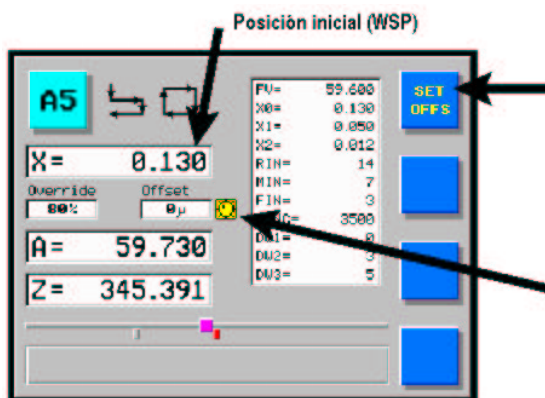 Posición inicial (WSP)
A5
X= 0.130
Override Offset
80% 0µ
A= 59.730
Z= 345.391
FV= 59.600
X0= 0.130
X1= 0.050
X2= 0.012
RIN= 14
MIN= 7
FIN= 3
C= 3500
DW1= 0
DW2= 3
DW3= 5
SET
OFFS